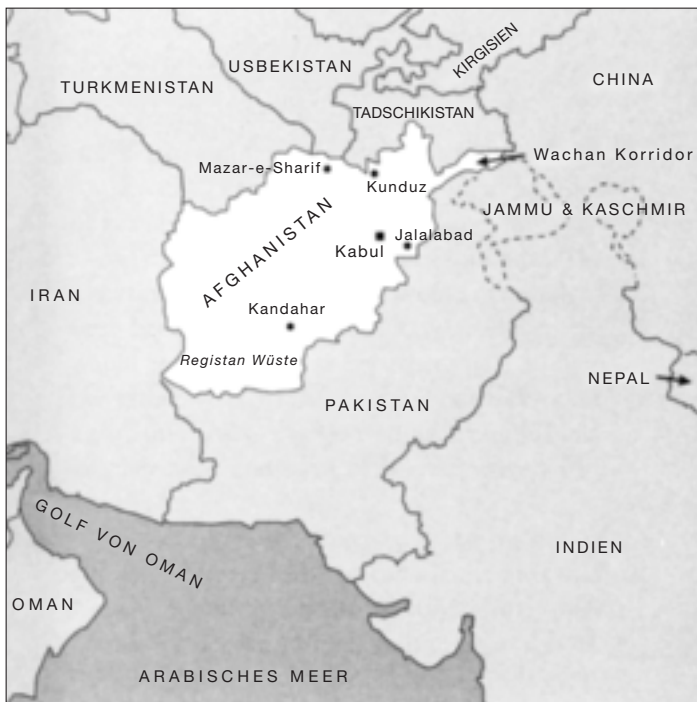 KIRGISIEN
USBEKISTAN
CHINA
TURKMENISTAN
TADSCHIKISTAN
Wachan Korridor
Mazar-e-Sharif
Kunduz
JAMMU & KASCHMIR
AFGHANISTAN
Jalalabad
Kabul
IRAN
Kandahar
Registan Wüste
NEPAL
PAKISTAN
GOLF VON OMAN
INDIEN
OMAN
ARABISCHES MEER